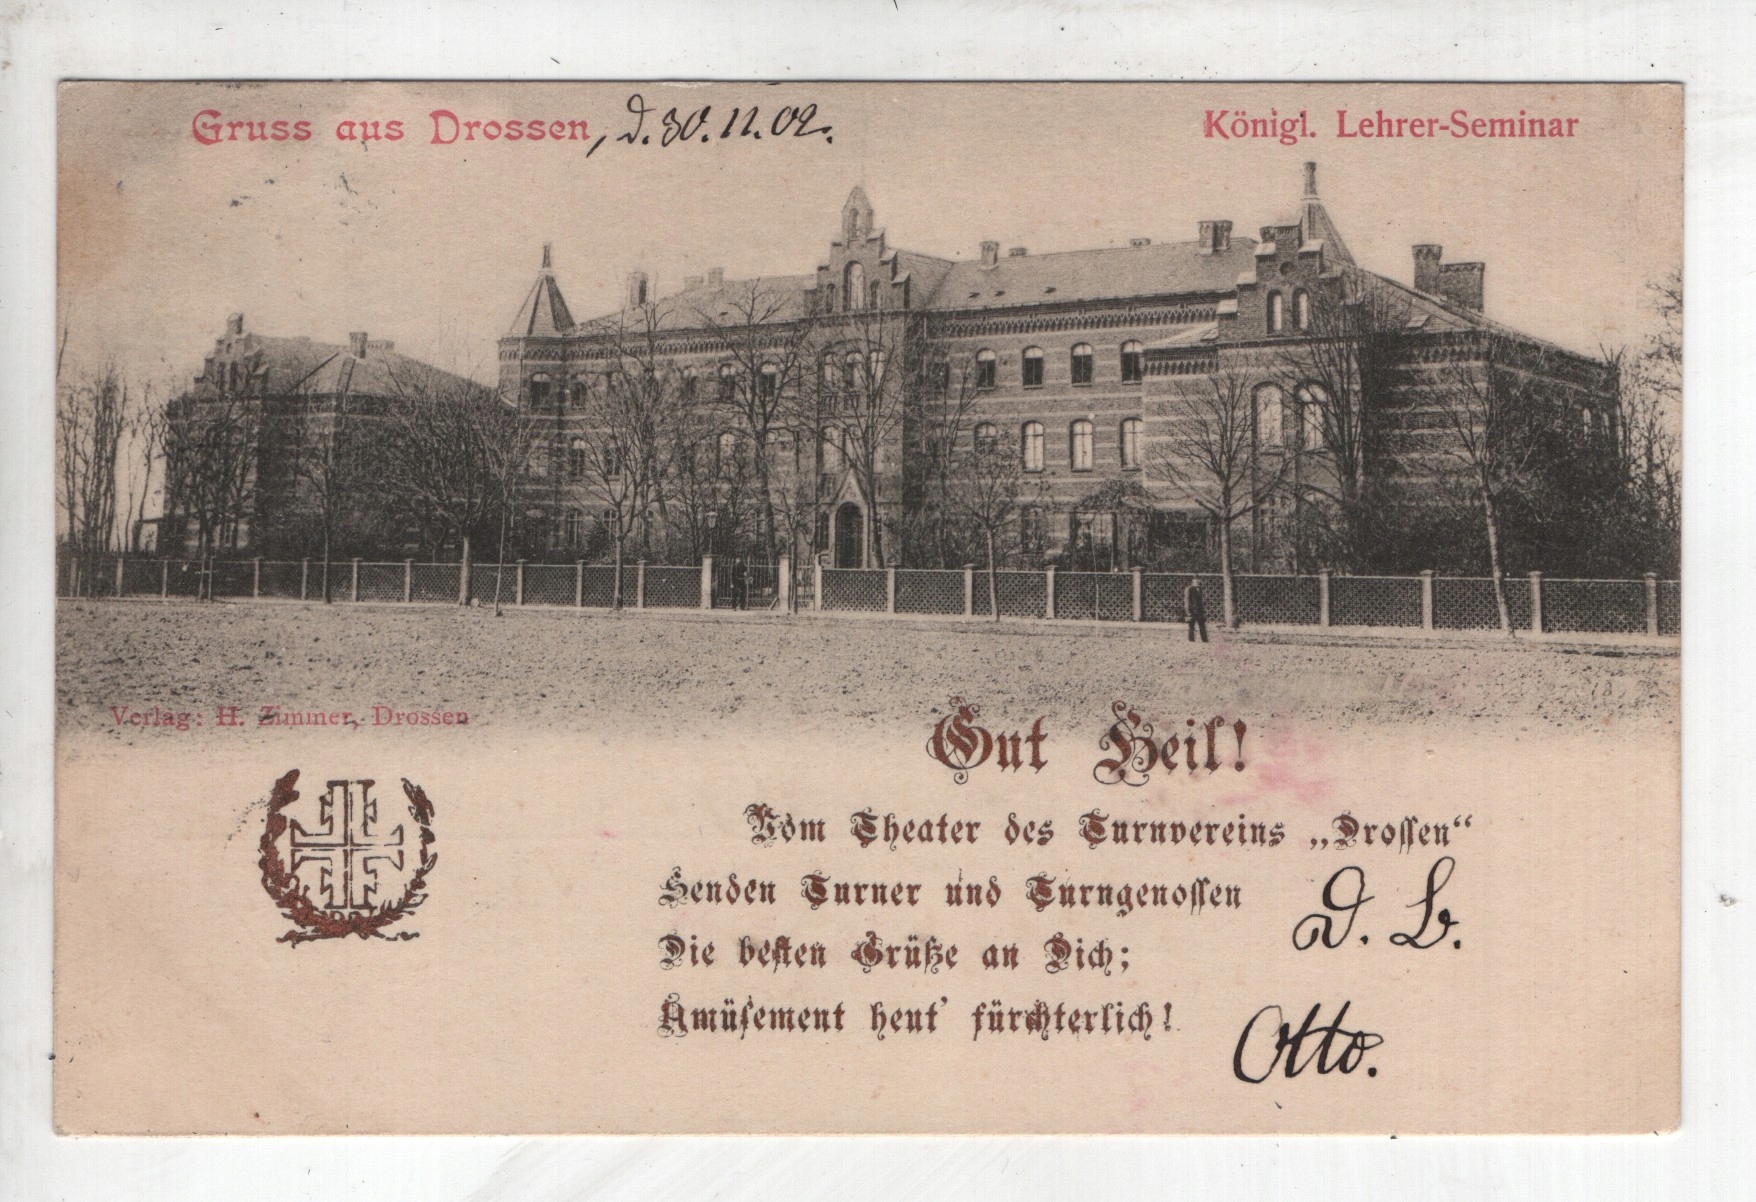 Gruss aus Drossen, d. 30. 11. 02.
Königl. Lehrer-Seminar
Verlag: H. Zimmer, Drossen
Gut Heil!
Vom Theater des Turnvereins „Drossen“
Senden Turner und Turngenossen
Die besten Grüße an Dich;
Amüsement heut' fürchterlich!
D. B.
Otto.